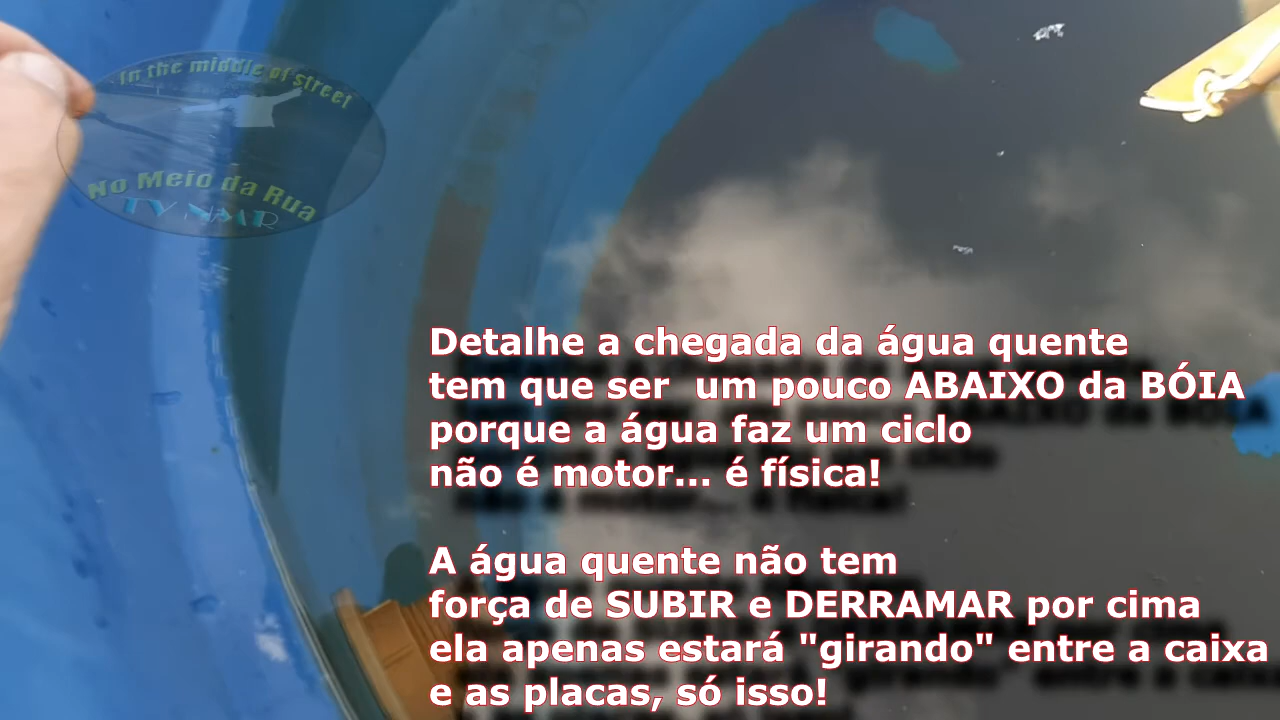 In the middle of street
No Meio da Rua
TV NMR
Detalhe a chegada da água quente
tem que ser um pouco ABAIXO da BÓIA
porque a água faz um ciclo
não é motor... é física!
A água quente não tem
força de SUBIR e DERRAMAR por cima
ela apenas estará "girando" entre a caixa
e as placas, só isso!